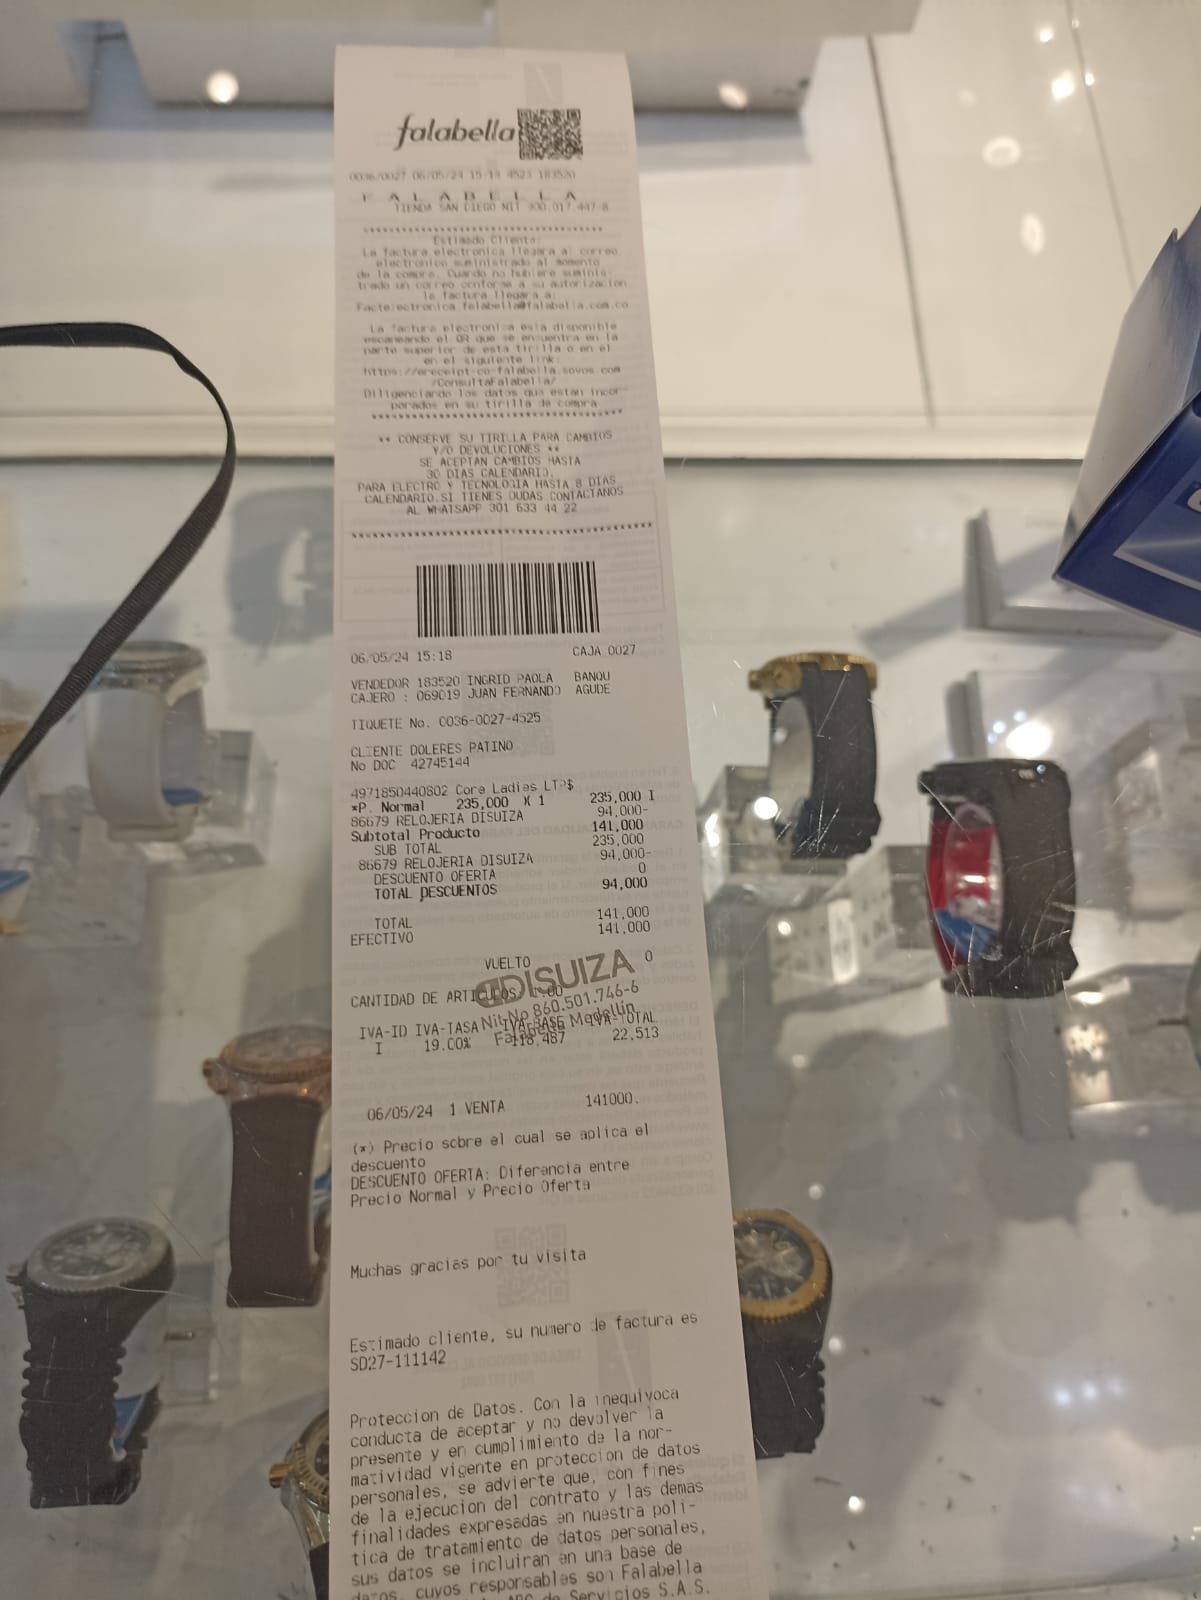 falabella
0036/0027 06/05/24 15:19 4525 183520
F A L A B E L L A
TIENDA SAN DIEGO NIT 900.017.447-8
Estimado Cliente:
La factura electronica llegara al correo
electronico suministrado al momento
de la compra. Cuando no hubiere suminis-
trado un correo conforme a su autorizacion
la factura llegara a:
Facte.ectronica.falabella@falabella.com.co
La factura electronica esta disponible
escaneando el QR que se encuentra en la
parte superior de esta tirilla o en el
en el siguiente link:
https://ereceipt-co-falabella.sovos.com
/ConsultaFalabella/
Diligenciando los datos que estan incor-
porados en su tirilla de compra
** CONSERVE SU TIRILLA PARA CAMBIOS
Y/O DEVOLUCIONES **
SE ACEPTAN CAMBIOS HASTA
30 DIAS CALENDARIO.
PARA ELECTRO Y TECNOLOGIA HASTA 8 DIAS
CALENDARIO.SI TIENES DUDAS CONTACTANOS
AL WHATSAPP 301 633 44 22
06/05/24 15:18 CAJA 0027
VENDEDOR 183520 INGRID PAOLA BANQU
CAJERO : 069019 JUAN FERNANDO AGUDE
TIQUETE No. 0036-0027-4525
CLIENTE DOLERES PATINO
No DOC 42745144
4971850440802 Core Ladies LTP$
*P. Normal 235,000 X 1 235,000 I
86679 RELOJERIA DISUIZA 94,000-
Subtotal Producto 141,000
SUB TOTAL 235,000
86679 RELOJERIA DISUIZA 94,000-
DESCUENTO OFERTA 0
TOTAL DESCUENTOS 94,000
TOTAL 141,000
EFECTIVO 141,000
VUELTO 0
DISUIZA
CANTIDAD DE ARTICULOS 1.00
Nit No 860.501.746-6
Falabella Medellin
IVA-ID IVA-TASA IVA-BASE IVA-TOTAL
I 19.00% 118,487 22,513
06/05/24 1 VENTA 141000.
(*) Precio sobre el cual se aplica el
descuento
DESCUENTO OFERTA: Diferencia entre
Precio Normal y Precio Oferta
Muchas gracias por tu visita
Estimado cliente, su numero de factura es
SD27-111142
Proteccion de Datos. Con la inequivoca
conducta de aceptar y no devolver la
presente y en cumplimiento de la nor-
matividad vigente en proteccion de datos
personales, se advierte que, con fines
de la ejecucion del contrato y las demas
finalidades expresadas en nuestra poli-
tica de tratamiento de datos personales,
sus datos se incluiran en una base de
datos, cuyos responsables son Falabella
de Servicios S.A.S.